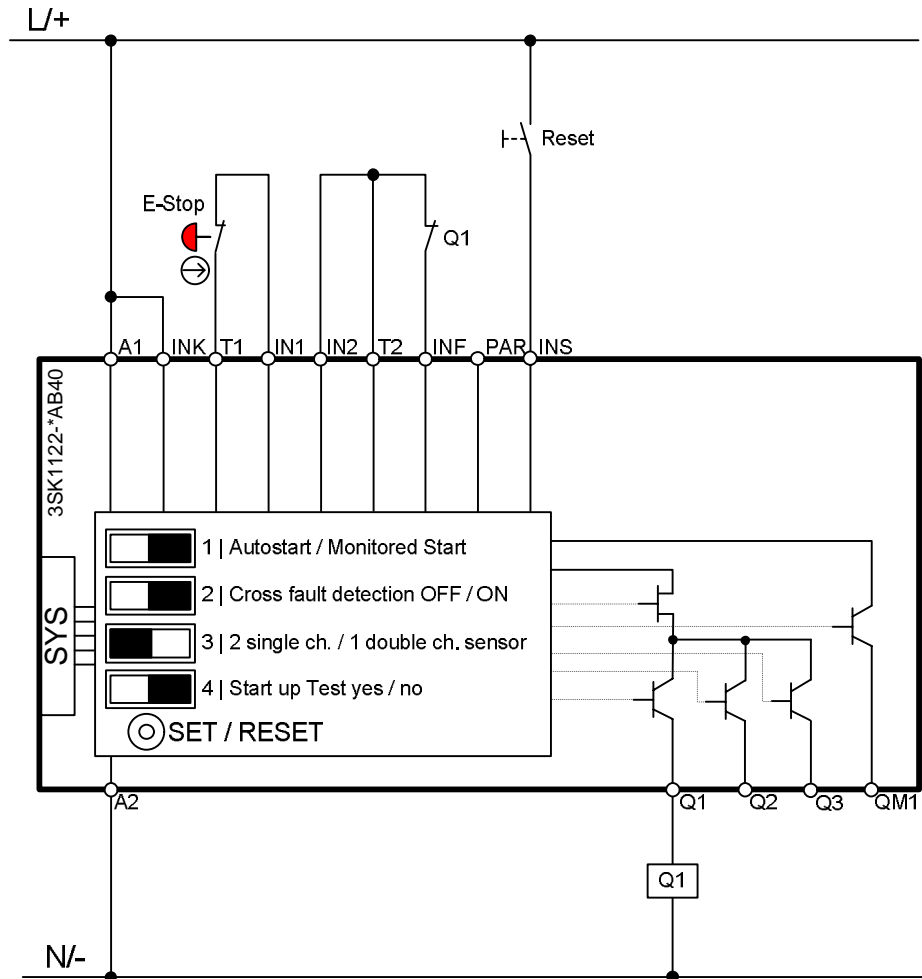 L/+
Reset
E-Stop
Q1
A1 INK T1 IN1 IN2 T2 INF PAR INS
3SK1122-*AB40
1 | Autostart / Monitored Start
2 | Cross fault detection OFF / ON
3 | 2 single ch. / 1 double ch. sensor
4 | Start up Test yes / no
SET / RESET
SYS
A2 Q1 Q2 Q3 QM1
Q1
N/-